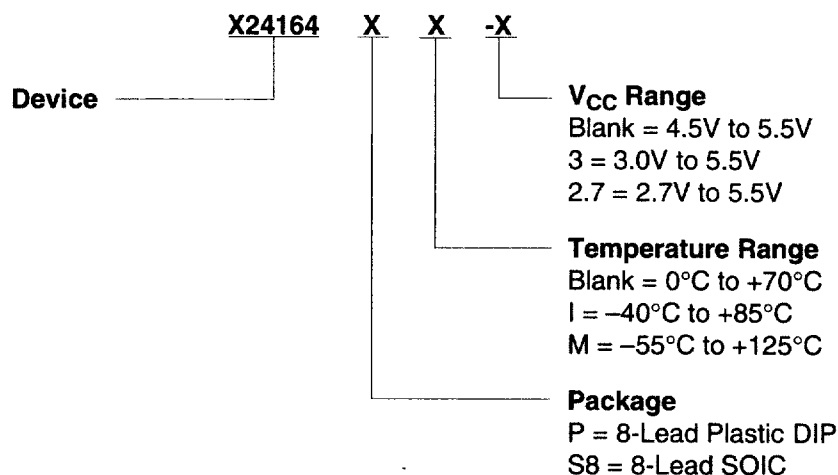 X24164 X X -X
Device
VCC Range
Blank = 4.5V to 5.5V
3 = 3.0V to 5.5V
2.7 = 2.7V to 5.5V
Temperature Range
Blank = 0°C to +70°C
I = –40°C to +85°C
M = –55°C to +125°C
Package
P = 8-Lead Plastic DIP
S8 = 8-Lead SOIC